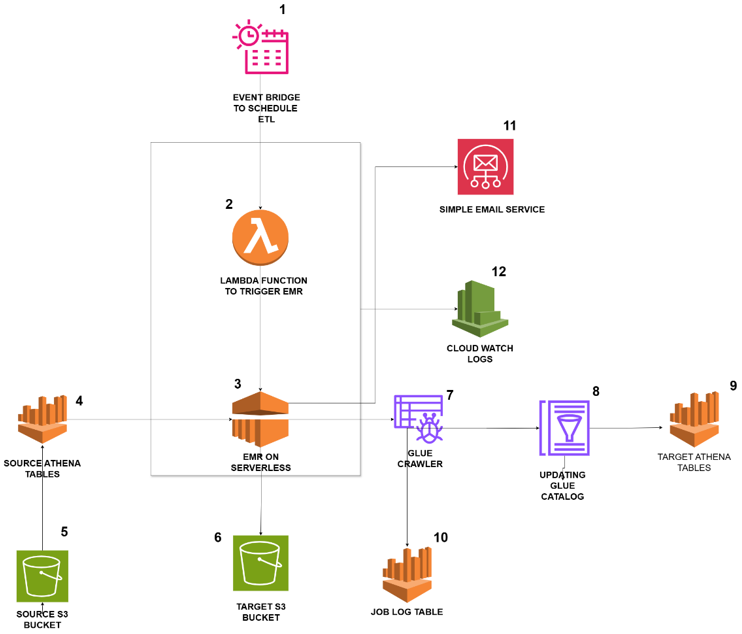 1
EVENT BRIDGE
TO SCHEDULE
ETL
11
SIMPLE EMAIL SERVICE
2
LAMBDA FUNCTION
TO TRIGGER EMR
12
CLOUD WATCH
LOGS
3
EMR ON
SERVERLESS
4
SOURCE ATHENA
TABLES
7
GLUE
CRAWLER
8
UPDATING
GLUE
CATALOG
9
TARGET ATHENA
TABLES
5
SOURCE S3
BUCKET
6
TARGET S3
BUCKET
10
JOB LOG TABLE